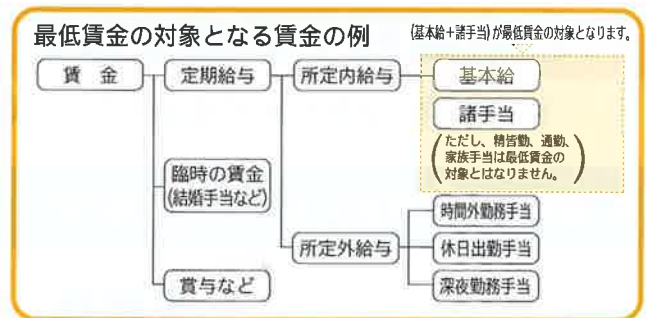 最低賃金の対象となる賃金の例
(基本給+諸手当)が最低賃金の対象となります。
賃 金
定期給与
所定内給与
基本給
諸手当
(ただし、精皆勤、通勤、
家族手当は最低賃金の
対象とはなりません。)
臨時の賃金
(結婚手当など)
時間外勤務手当
所定外給与
休日出勤手当
賞与など
深夜勤務手当